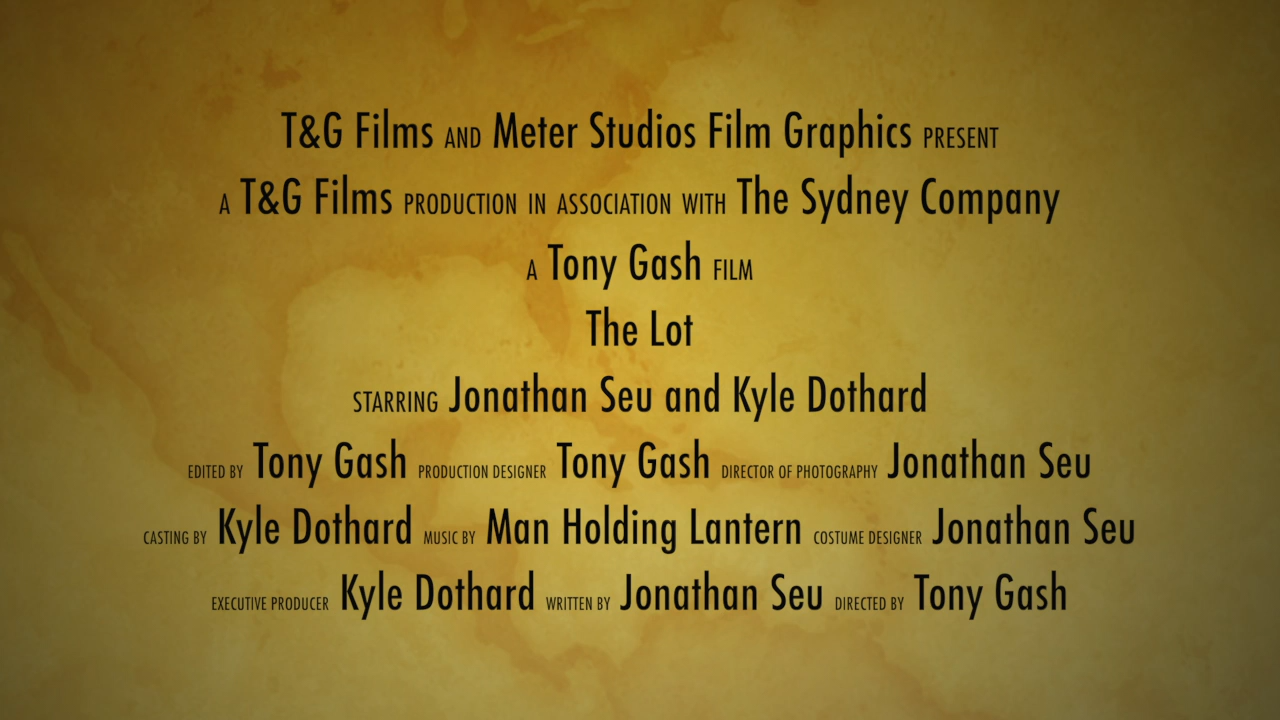 T&G Films AND Meter Studios Film Graphics PRESENT
A T&G Films PRODUCTION IN ASSOCIATION WITH The Sydney Company
A Tony Gash FILM
The Lot
STARRING Jonathan Seu and Kyle Dothard
EDITED BY Tony Gash PRODUCTION DESIGNER Tony Gash DIRECTOR OF PHOTOGRAPHY Jonathan Seu
CASTING BY Kyle Dothard MUSIC BY Man Holding Lantern COSTUME DESIGNER Jonathan Seu
EXECUTIVE PRODUCER Kyle Dothard WRITTEN BY Jonathan Seu DIRECTED BY Tony Gash